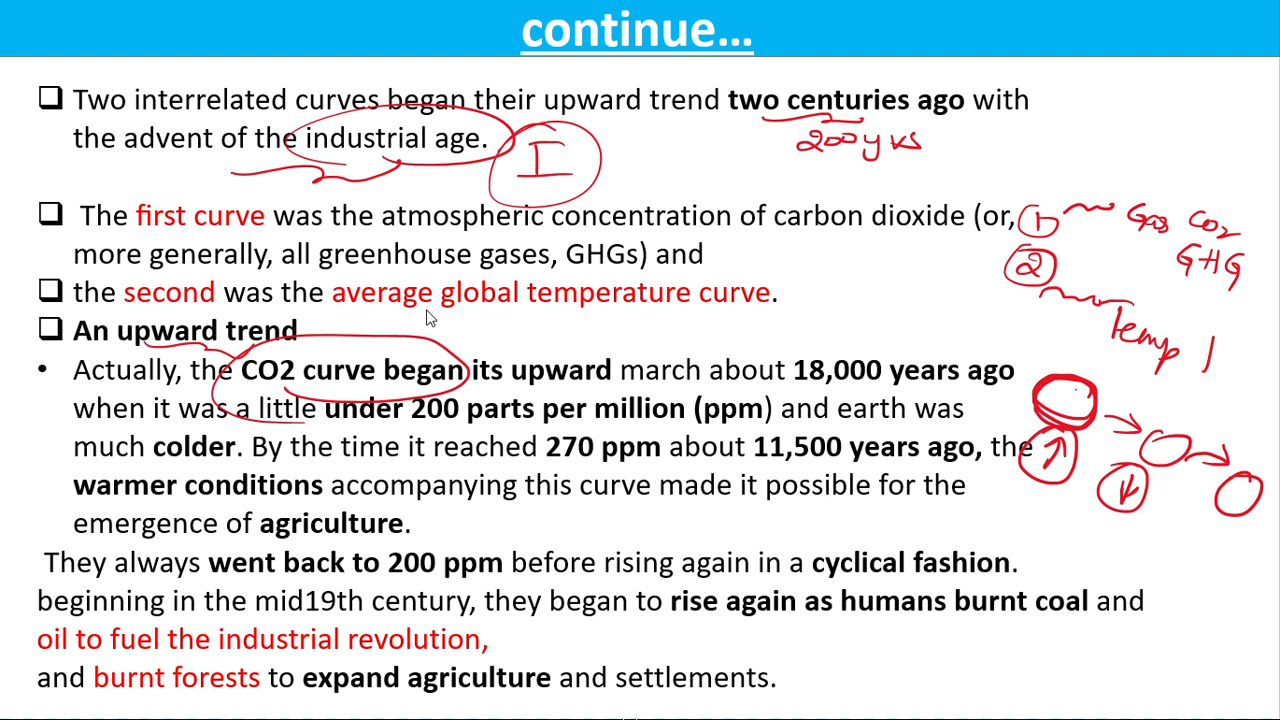 continue...
Two interrelated curves began their upward trend two centuries ago with
the advent of the industrial age.
200 yrs
I
The first curve was the atmospheric concentration of carbon dioxide (or,
more generally, all greenhouse gases, GHGs) and
1 Gas CO2
GHG
the second was the average global temperature curve.
2
Temp
An upward trend
Actually, the CO2 curve began its upward march about 18,000 years ago
when it was a little under 200 parts per million (ppm) and earth was
much colder. By the time it reached 270 ppm about 11,500 years ago, the
warmer conditions accompanying this curve made it possible for the
emergence of agriculture.
They always went back to 200 ppm before rising again in a cyclical fashion.
beginning in the mid19th century, they began to rise again as humans burnt coal and
oil to fuel the industrial revolution,
and burnt forests to expand agriculture and settlements.